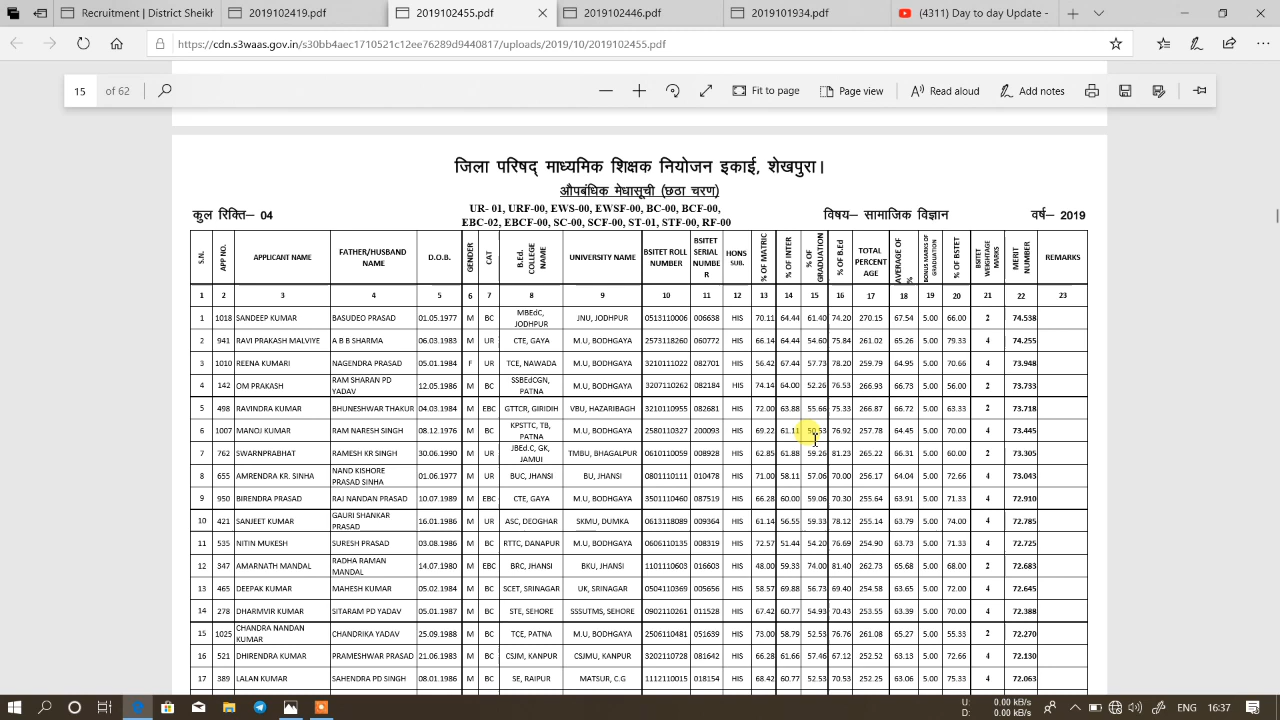 Recruitment | District Sheikh
2019102419.pdf
2019102455.pdf
2019102446.pdf
2019101934.pdf
(4311) Day to day Update -
https://cdn.s3waas.gov.in/s30bb4aec1710521c12ee76289d9440817/uploads/2019/10/2019102455.pdf
15 of 62 Fit to page Page view Read aloud Add notes
जिला परिषद् माध्यमिक शिक्षक नियोजन इकाई, शेखपुरा।
औपबंधिक मेधासूची (छठा चरण)
कुल रिक्ति– 04
UR- 01, URF-00, EWS-00, EWSF-00, BC-00, BCF-00,
EBC-02, EBCF-00, SC-00, SCF-00, ST-01, STF-00, RF-00
विषय– सामाजिक विज्ञान
वर्ष– 2019
S.N. APP NO. APPLICANT NAME FATHER/HUSBAND NAME D.O.B. GENDER CAT B.Ed. COLLEGE NAME UNIVERSITY NAME BSITET ROLL NUMBER BSITET SERIAL NUMBE R HONS SUB. % OF MATRIC % OF INTER % OF GRADUATION % OF B.Ed TOTAL PERCENT AGE AVERAGE OF % BONUS MARKS OF GRADUATION % OF BSTET BSTET WEIGHTAGE MARKS MERIT NUMBER REMARKS
1 2 3 4 5 6 7 8 9 10 11 12 13 14 15 16 17 18 19 20 21 22 23
1 1018 SANDEEP KUMAR BASUDEO PRASAD 01.05.1977 M BC MBEdC, JODHPUR JNU, JODHPUR 0513110006 006638 HIS 70.11 64.44 61.40 74.20 270.15 67.54 5.00 66.00 2 74.538
2 941 RAVI PRAKASH MALVIYE A B B SHARMA 06.03.1983 M UR CTE, GAYA M.U, BODHGAYA 2573118260 060772 HIS 66.14 64.44 54.60 75.84 261.02 65.26 5.00 79.33 4 74.255
3 1010 REENA KUMARI NAGENDRA PRASAD 05.01.1984 F UR TCE, NAWADA M.U, BODHGAYA 3210111022 082701 HIS 56.42 67.44 57.73 78.20 259.79 64.95 5.00 70.66 4 73.948
4 142 OM PRAKASH RAM SHARAN PD YADAV 12.05.1986 M BC SSBEdCGN, PATNA M.U, BODHGAYA 3207110262 082184 HIS 74.14 64.00 52.26 76.53 266.93 66.73 5.00 56.00 2 73.733
5 498 RAVINDRA KUMAR BHUNESHWAR THAKUR 04.03.1984 M EBC GTTCR, GIRIDIH VBU, HAZARIBAGH 3210110955 082681 HIS 72.00 63.88 55.66 75.33 266.87 66.72 5.00 63.33 2 73.718
6 1007 MANOJ KUMAR RAM NARESH SINGH 08.12.1976 M BC KPSTTC, TB, PATNA M.U, BODHGAYA 2580110327 200093 HIS 69.22 61.11 50.53 76.92 257.78 64.45 5.00 70.00 4 73.445
7 762 SWARNPRABHAT RAMESH KR SINGH 30.06.1990 M UR JBEd.C, GK, JAMUI TMBU, BHAGALPUR 0610110059 008928 HIS 62.85 61.88 59.26 81.23 265.22 66.31 5.00 60.00 2 73.305
8 655 AMRENDRA KR. SINHA NAND KISHORE PRASAD SINHA 01.06.1977 M UR BUC, JHANSI BU, JHANSI 0801110111 010478 HIS 71.00 58.11 57.06 70.00 256.17 64.04 5.00 73.33 4 73.043
9 950 BIRENDRA PRASAD RAJ NANDAN PRASAD 10.07.1989 M EBC CTE, GAYA M.U, BODHGAYA 3501110460 087519 HIS 66.28 60.00 59.06 70.30 255.64 63.91 5.00 71.33 4 72.910
10 421 SANJEET KUMAR GAURI SHANKAR PRASAD 16.01.1986 M UR ASC, DEOGHAR SKMU, DUMKA 0613118089 009364 HIS 61.14 56.55 59.33 78.12 255.14 63.79 5.00 74.00 4 72.785
11 535 NITIN MUKESH SURESH PRASAD 03.08.1986 M BC RTTC, DANAPUR M.U, BODHGAYA 0606110135 008319 HIS 72.57 51.44 54.20 76.69 254.90 63.73 5.00 71.33 4 72.725
12 347 AMARNATH MANDAL RADHA RAMAN MANDAL 14.07.1980 M EBC BRC, JHANSI BKU, JHANSI 1101110603 016603 HIS 48.00 59.33 74.00 81.40 262.73 65.68 5.00 68.00 2 72.683
13 465 DEEPAK KUMAR MAHESH KUMAR 05.02.1984 M BC SCET, SRINAGAR UK, SRINAGAR 0504110369 005656 HIS 58.57 69.88 56.73 69.40 254.58 63.65 5.00 72.00 4 72.645
14 278 DHARMVIR KUMAR SITARAM PD YADAV 05.01.1987 M BC STE, SEHORE SSSUTMS, SEHORE 0902110261 011528 HIS 67.42 60.77 54.93 70.43 253.55 63.39 5.00 70.00 4 72.388
15 1025 CHANDRA NANDAN KUMAR CHANDRIKA YADAV 25.09.1988 M BC TCE, PATNA M.U, BODHGAYA 2506110481 051639 HIS 73.00 58.79 52.53 76.76 261.08 65.27 5.00 55.33 2 72.270
16 521 DHIRENDRA KUMAR PRAMESHWAR PRASAD 21.06.1983 M BC CSJM, KANPUR CSJMU, KANPUR 3202110728 081642 HIS 66.28 61.66 57.46 67.12 252.52 63.13 5.00 72.66 4 72.130
17 389 LALAN KUMAR SAHENDRA PD SINGH 08.01.1986 M BC SE, RAIPUR MATSUR, C.G 1112110015 018154 HIS 68.42 60.77 52.53 70.53 252.25 63.06 5.00 75.33 4 72.063
U: 0.00 kB/s
D: 0.00 kB/s
ENG 16:37